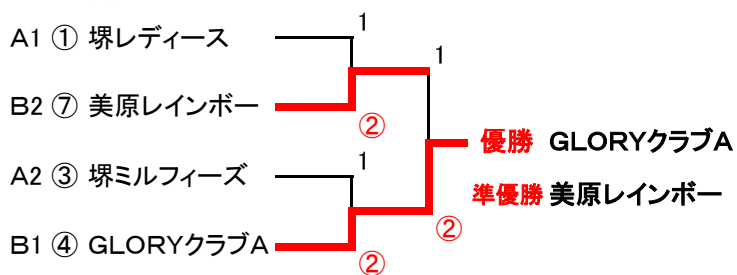 A1 ① 堺レディース
1
1
B2 ⑦ 美原レインボー
②
優勝 GLORYクラブA
A2 ③ 堺ミルフィーズ
1
準優勝 美原レインボー
B1 ④ GLORYクラブA
②
②